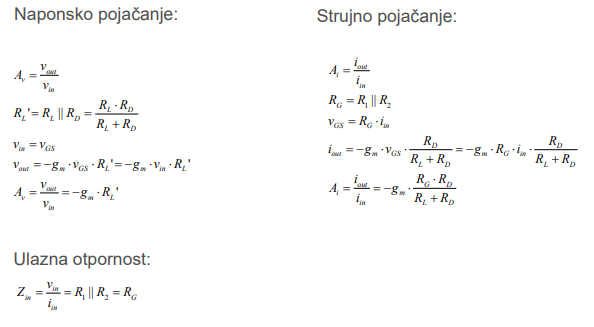 Naponsko pojačanje:
A_v = v_out / v_in
R_L' = R_L || R_D = (R_L · R_D) / (R_L + R_D)
v_in = v_GS
v_out = -g_m · v_GS · R_L' = -g_m · v_in · R_L'
A_v = v_out / v_in = -g_m · R_L'
Ulazna otpornost:
Z_in = v_in / i_in = R_1 || R_2 = R_G
Strujno pojačanje:
A_i = i_out / i_in
R_G = R_1 || R_2
v_GS = R_G · i_in
i_out = -g_m · v_GS · R_D / (R_L + R_D) = -g_m · R_G · i_in · R_D / (R_L + R_D)
A_i = i_out / i_in = -g_m · (R_G · R_D) / (R_L + R_D)